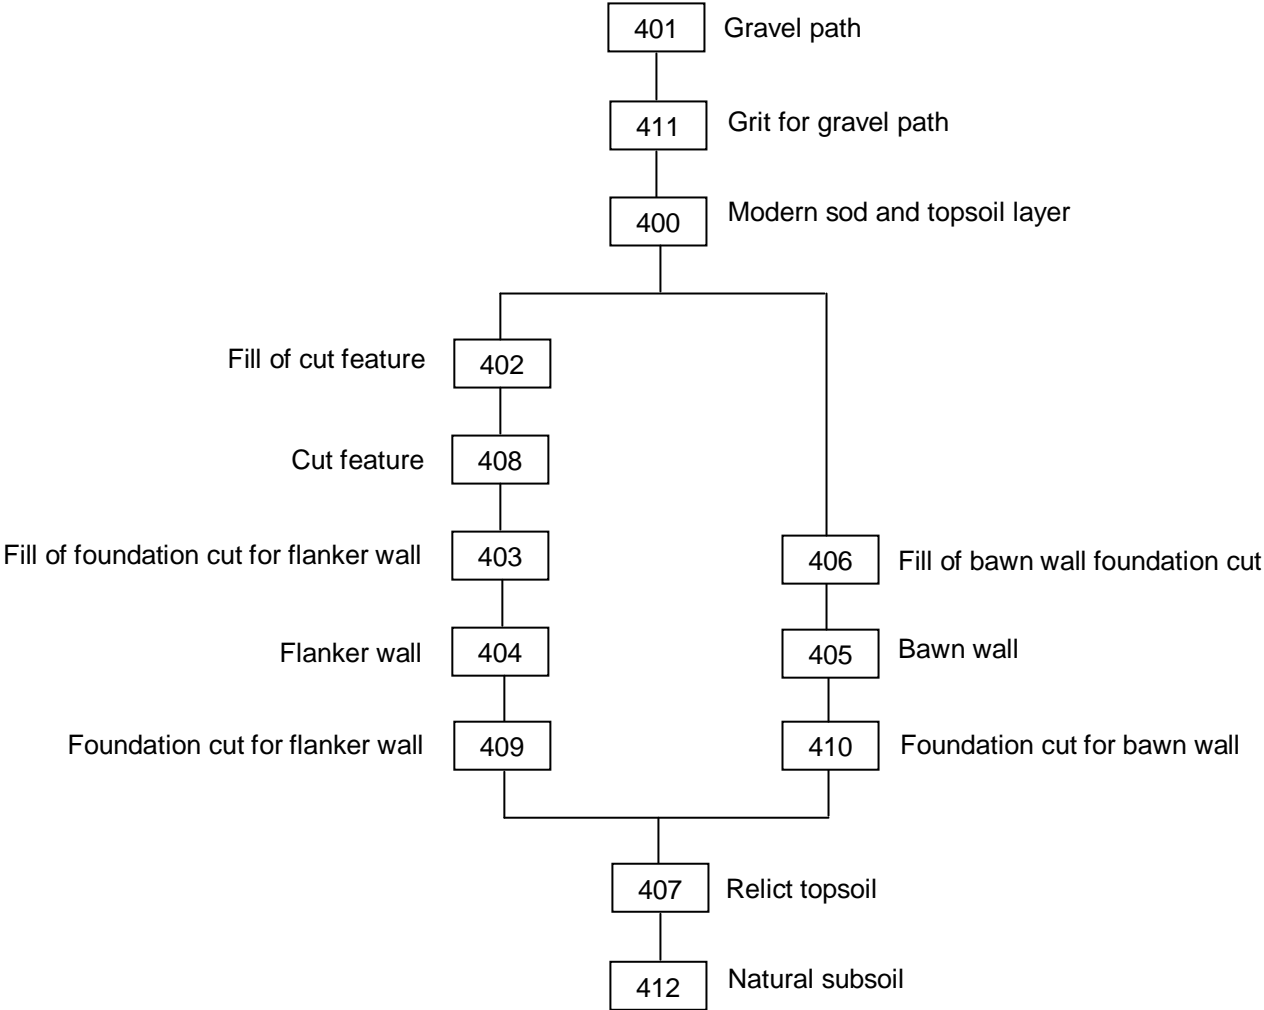 401 Gravel path
411 Grit for gravel path
400 Modern sod and topsoil layer
Fill of cut feature 402
Cut feature 408
Fill of foundation cut for flanker wall 403
406 Fill of bawn wall foundation cut
Flanker wall 404
405 Bawn wall
Foundation cut for flanker wall 409
410 Foundation cut for bawn wall
407 Relict topsoil
412 Natural subsoil